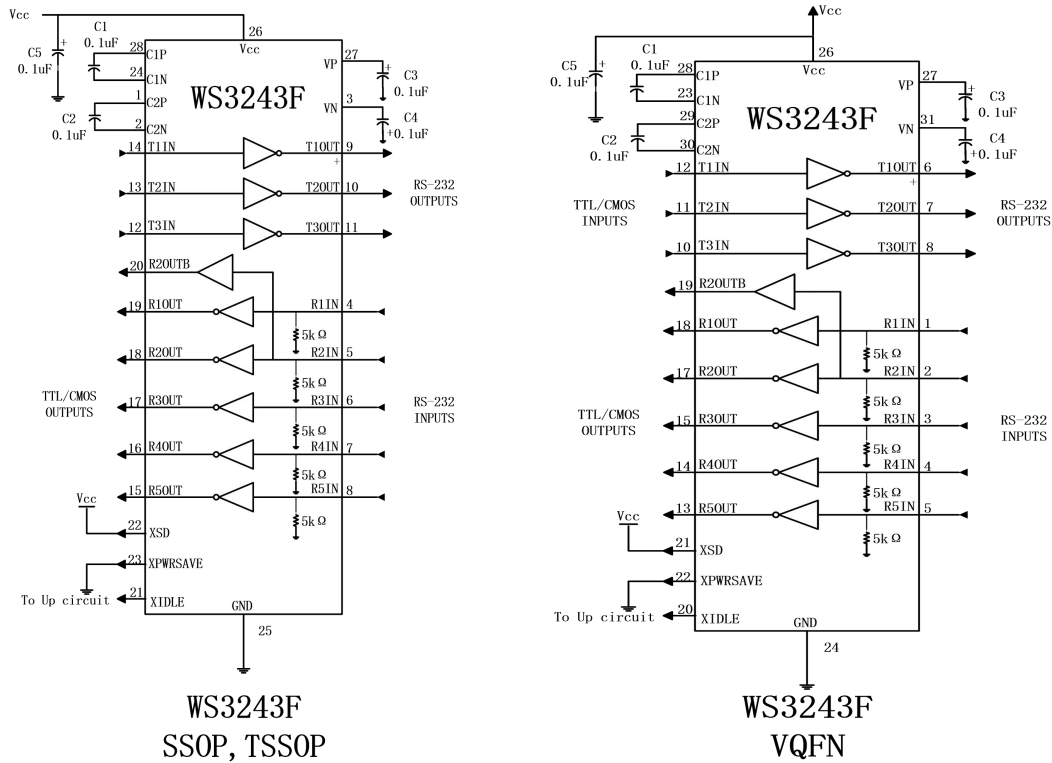 Vcc
C1
0.1uF
C5
+
0.1uF
26
Vcc
28
C1P
24
C1N
1
C2P
C2
0.1uF
2
C2N
VP
27
+
C3
0.1uF
VN
3
C4
+0.1uF
WS3243F
14 T1IN T1OUT 9
+
13 T2IN T2OUT 10
RS-232
OUTPUTS
12 T3IN T3OUT 11
20 R2OUTB
19 R1OUT R1IN 4
5kΩ
18 R2OUT R2IN 5
5kΩ
TTL/CMOS
OUTPUTS
17 R3OUT R3IN 6
RS-232
INPUTS
5kΩ
16 R4OUT R4IN 7
5kΩ
15 R5OUT R5IN 8
5kΩ
Vcc
22
XSD
23
XPWRSAVE
To Up circuit
21
XIDLE
GND
25
WS3243F
SSOP, TSSOP
Vcc
C1
0.1uF
C5
+
0.1uF
26
Vcc
28
C1P
23
C1N
29
C2P
C2
0.1uF
30
C2N
VP
27
+
C3
0.1uF
VN
31
C4
+0.1uF
WS3243F
12 T1IN T1OUT 6
+
TTL/CMOS
INPUTS
11 T2IN T2OUT 7
RS-232
OUTPUTS
10 T3IN T3OUT 8
19 R2OUTB
18 R1OUT R1IN 1
5kΩ
17 R2OUT R2IN 2
5kΩ
TTL/CMOS
OUTPUTS
15 R3OUT R3IN 3
RS-232
INPUTS
5kΩ
14 R4OUT R4IN 4
5kΩ
13 R5OUT R5IN 5
5kΩ
Vcc
21
XSD
22
XPWRSAVE
To Up circuit
20
XIDLE
GND
24
WS3243F
VQFN